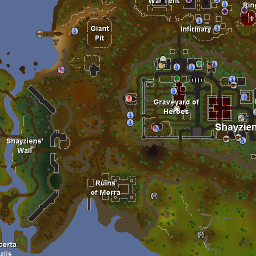 War Tent
Giant
Pit
Infirmary
Graveyard of
Heroes
Shayzien
Shayziens'
Wall
Ruins
of Morra